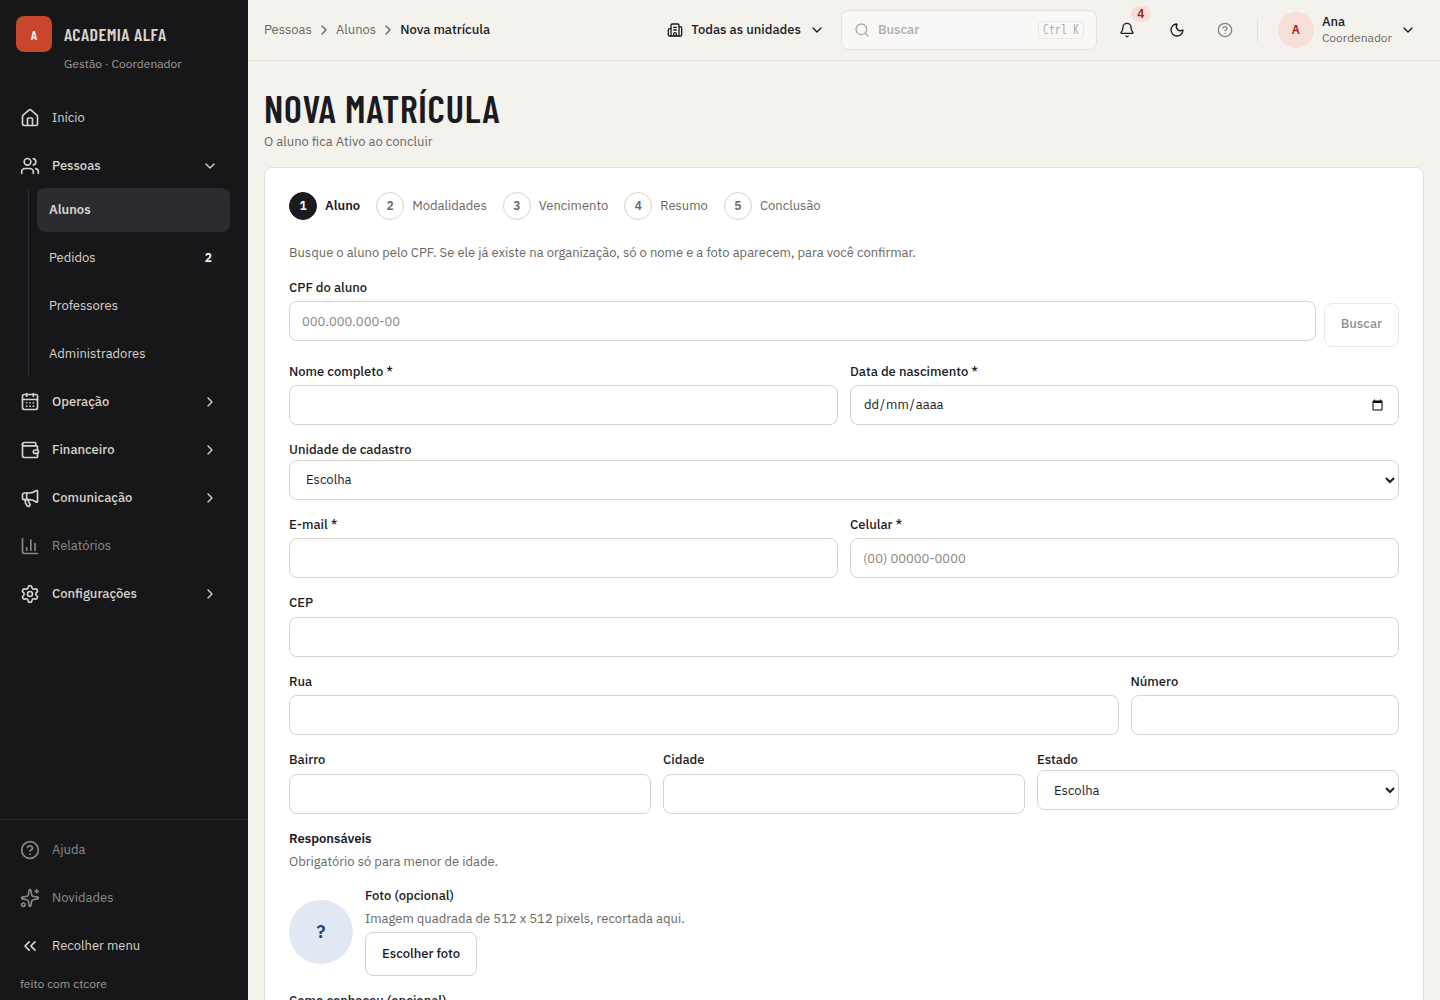 A
ACADEMIA ALFA
Gestão · Coordenador
Início
Pessoas
Alunos
Pedidos 2
Professores
Administradores
Operação
Financeiro
Comunicação
Relatórios
Configurações
Ajuda
Novidades
Recolher menu
feito com ctcore
Pessoas > Alunos > Nova matrícula
Todas as unidades
Buscar Ctrl K
4
A
Ana
Coordenador
NOVA MATRÍCULA
O aluno fica Ativo ao concluir
1 Aluno 2 Modalidades 3 Vencimento 4 Resumo 5 Conclusão
Busque o aluno pelo CPF. Se ele já existe na organização, só o nome e a foto aparecem, para você confirmar.
CPF do aluno
000.000.000-00 Buscar
Nome completo * Data de nascimento *
dd/mm/aaaa
Unidade de cadastro
Escolha
E-mail * Celular *
(00) 00000-0000
CEP
Rua Número
Bairro Cidade Estado
Escolha
Responsáveis
Obrigatório só para menor de idade.
Foto (opcional)
Imagem quadrada de 512 x 512 pixels, recortada aqui.
?
Escolher foto
Como conheceu (opcional)